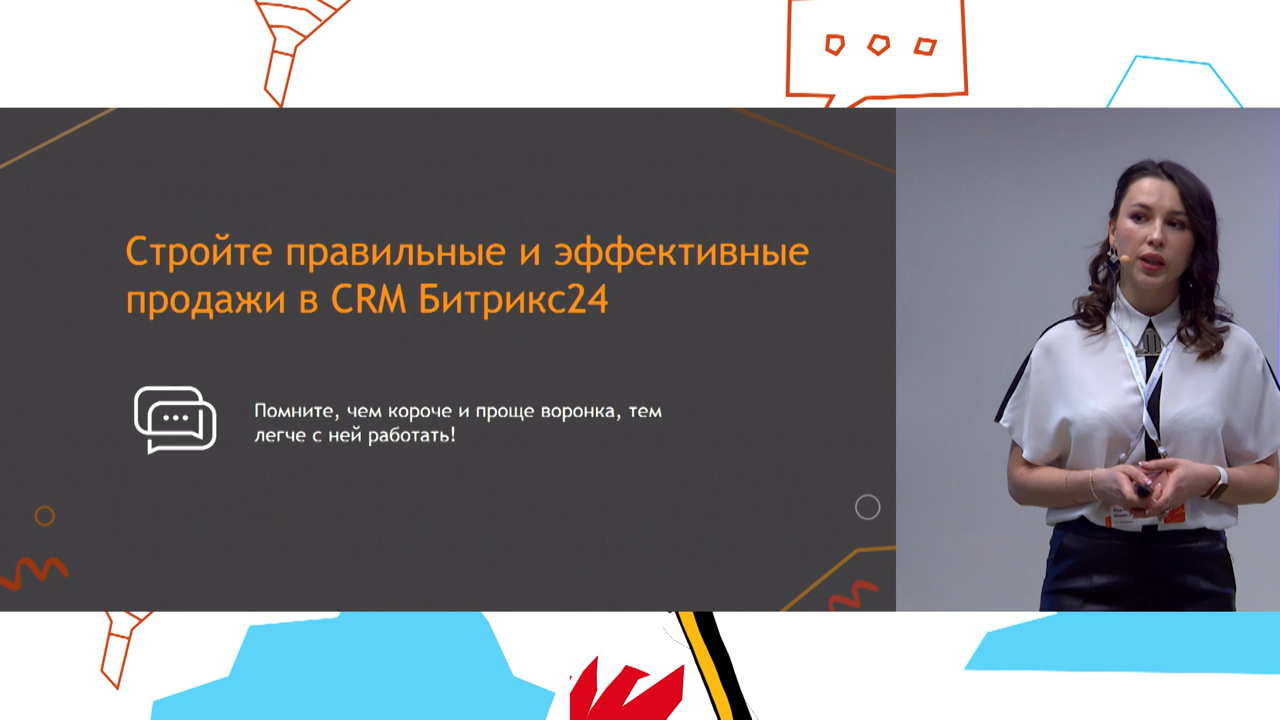 Стройте правильные и эффективные
продажи в CRM Битрикс24
Помните, чем короче и проще воронка, тем
легче с ней работать!